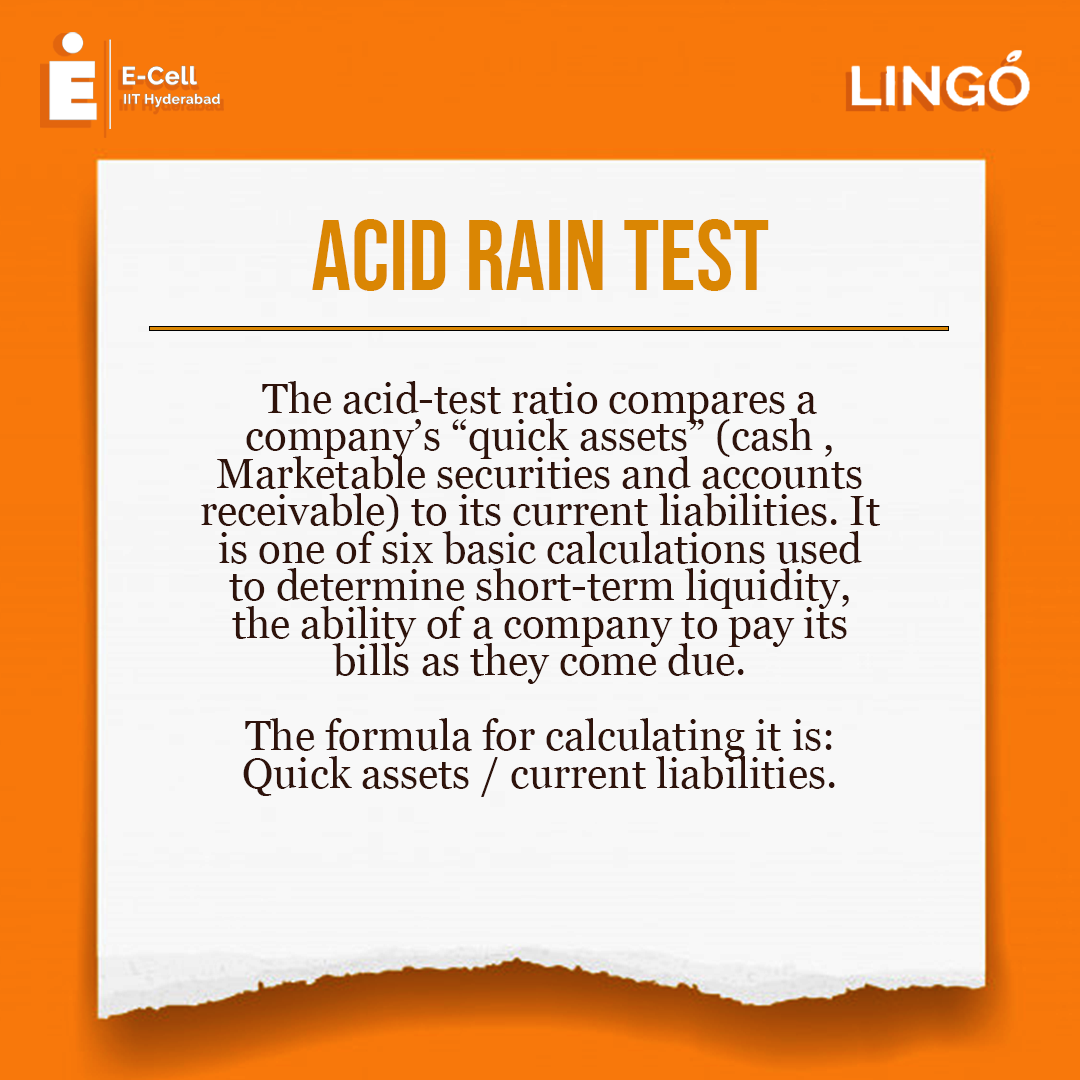 E-Cell
IIT Hyderabad
LINGÓ
ACID RAIN TEST
The acid-test ratio compares a
company’s “quick assets” (cash ,
Marketable securities and accounts
receivable) to its current liabilities. It
is one of six basic calculations used
to determine short-term liquidity,
the ability of a company to pay its
bills as they come due.
The formula for calculating it is:
Quick assets / current liabilities.